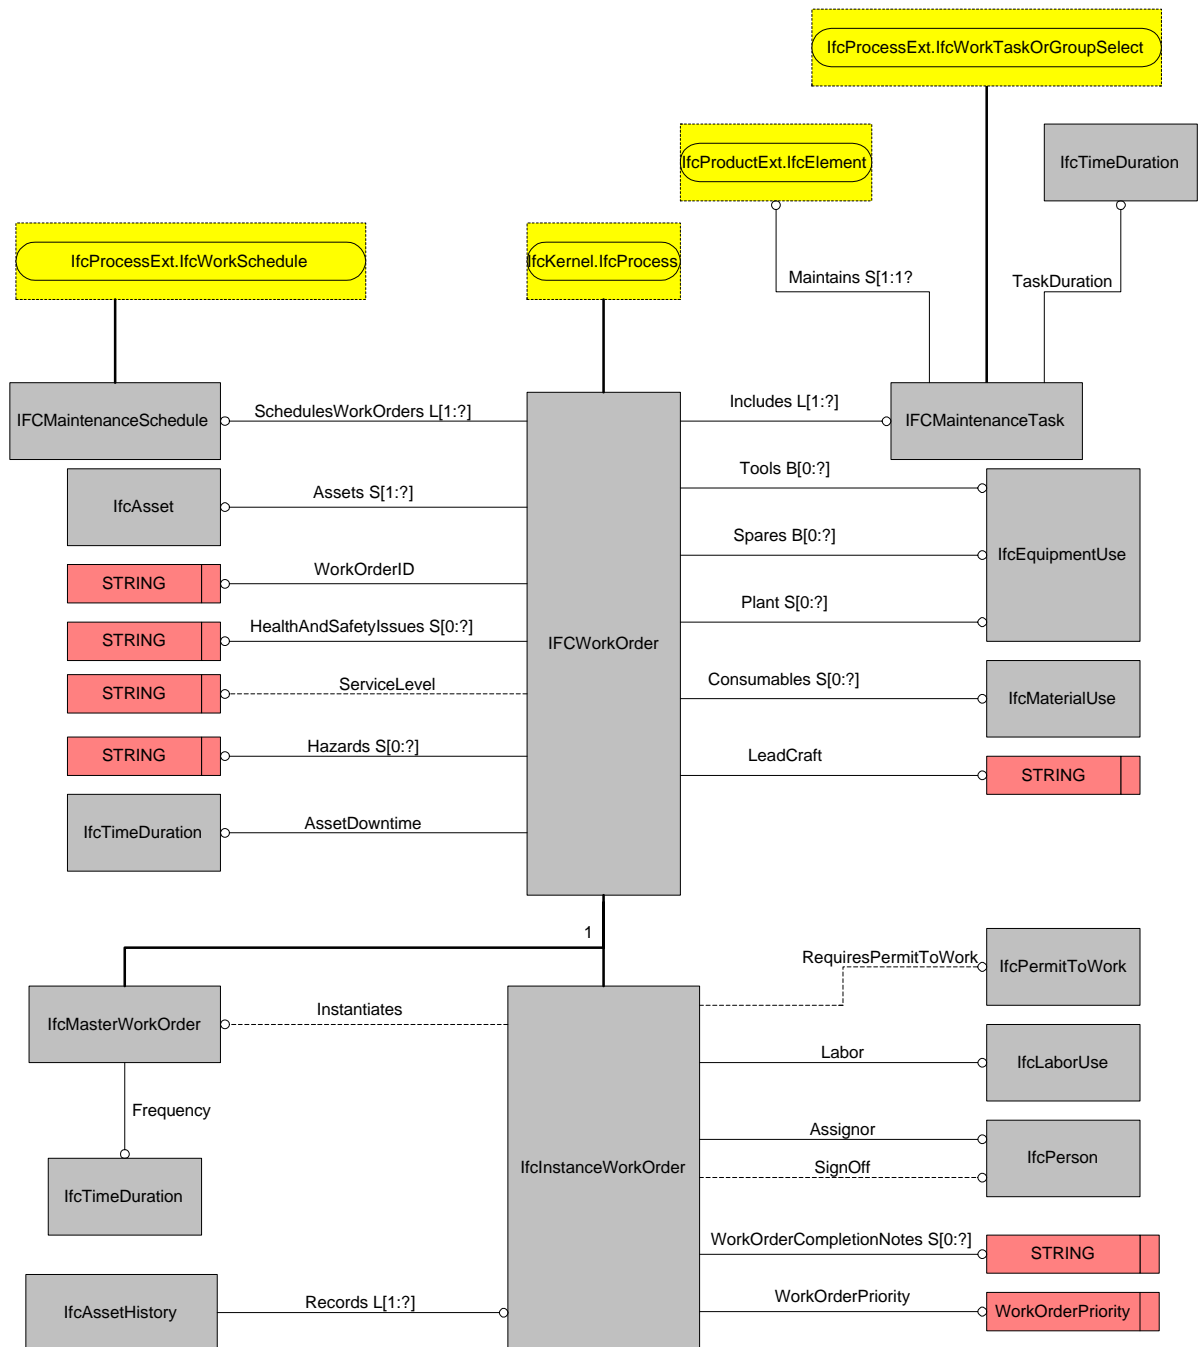 IfcProcessExt.IfcWorkTaskOrGroupSelect
IfcProductExt.IfcElement
IfcTimeDuration
IfcProcessExt.IfcWorkSchedule
IfcKernel.IfcProcess
Maintains S[1:1?
TaskDuration
IFCMaintenanceSchedule
SchedulesWorkOrders L[1:?]
Includes L[1:?]
IFCMaintenanceTask
IfcAsset
Assets S[1:?]
Tools B[0:?]
Spares B[0:?]
IfcEquipmentUse
STRING
WorkOrderID
Plant S[0:?]
STRING
HealthAndSafetyIssues S[0:?]
IFCWorkOrder
STRING
ServiceLevel
Consumables S[0:?]
IfcMaterialUse
STRING
Hazards S[0:?]
LeadCraft
STRING
IfcTimeDuration
AssetDowntime
1
RequiresPermitToWork
IfcPermitToWork
IfcMasterWorkOrder
Instantiates
Labor
IfcLaborUse
Frequency
Assignor
IfcPerson
SignOff
IfcInstanceWorkOrder
IfcTimeDuration
WorkOrderCompletionNotes S[0:?]
STRING
IfcAssetHistory
Records L[1:?]
WorkOrderPriority
WorkOrderPriority